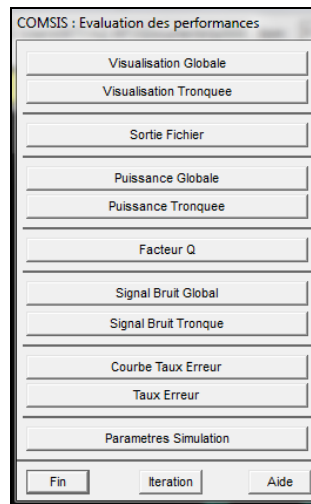 COMSIS : Evaluation des performances
Visualisation Globale
Visualisation Tronquee
Sortie Fichier
Puissance Globale
Puissance Tronquee
Facteur Q
Signal Bruit Global
Signal Bruit Tronque
Courbe Taux Erreur
Taux Erreur
Parametres Simulation
Fin Iteration Aide